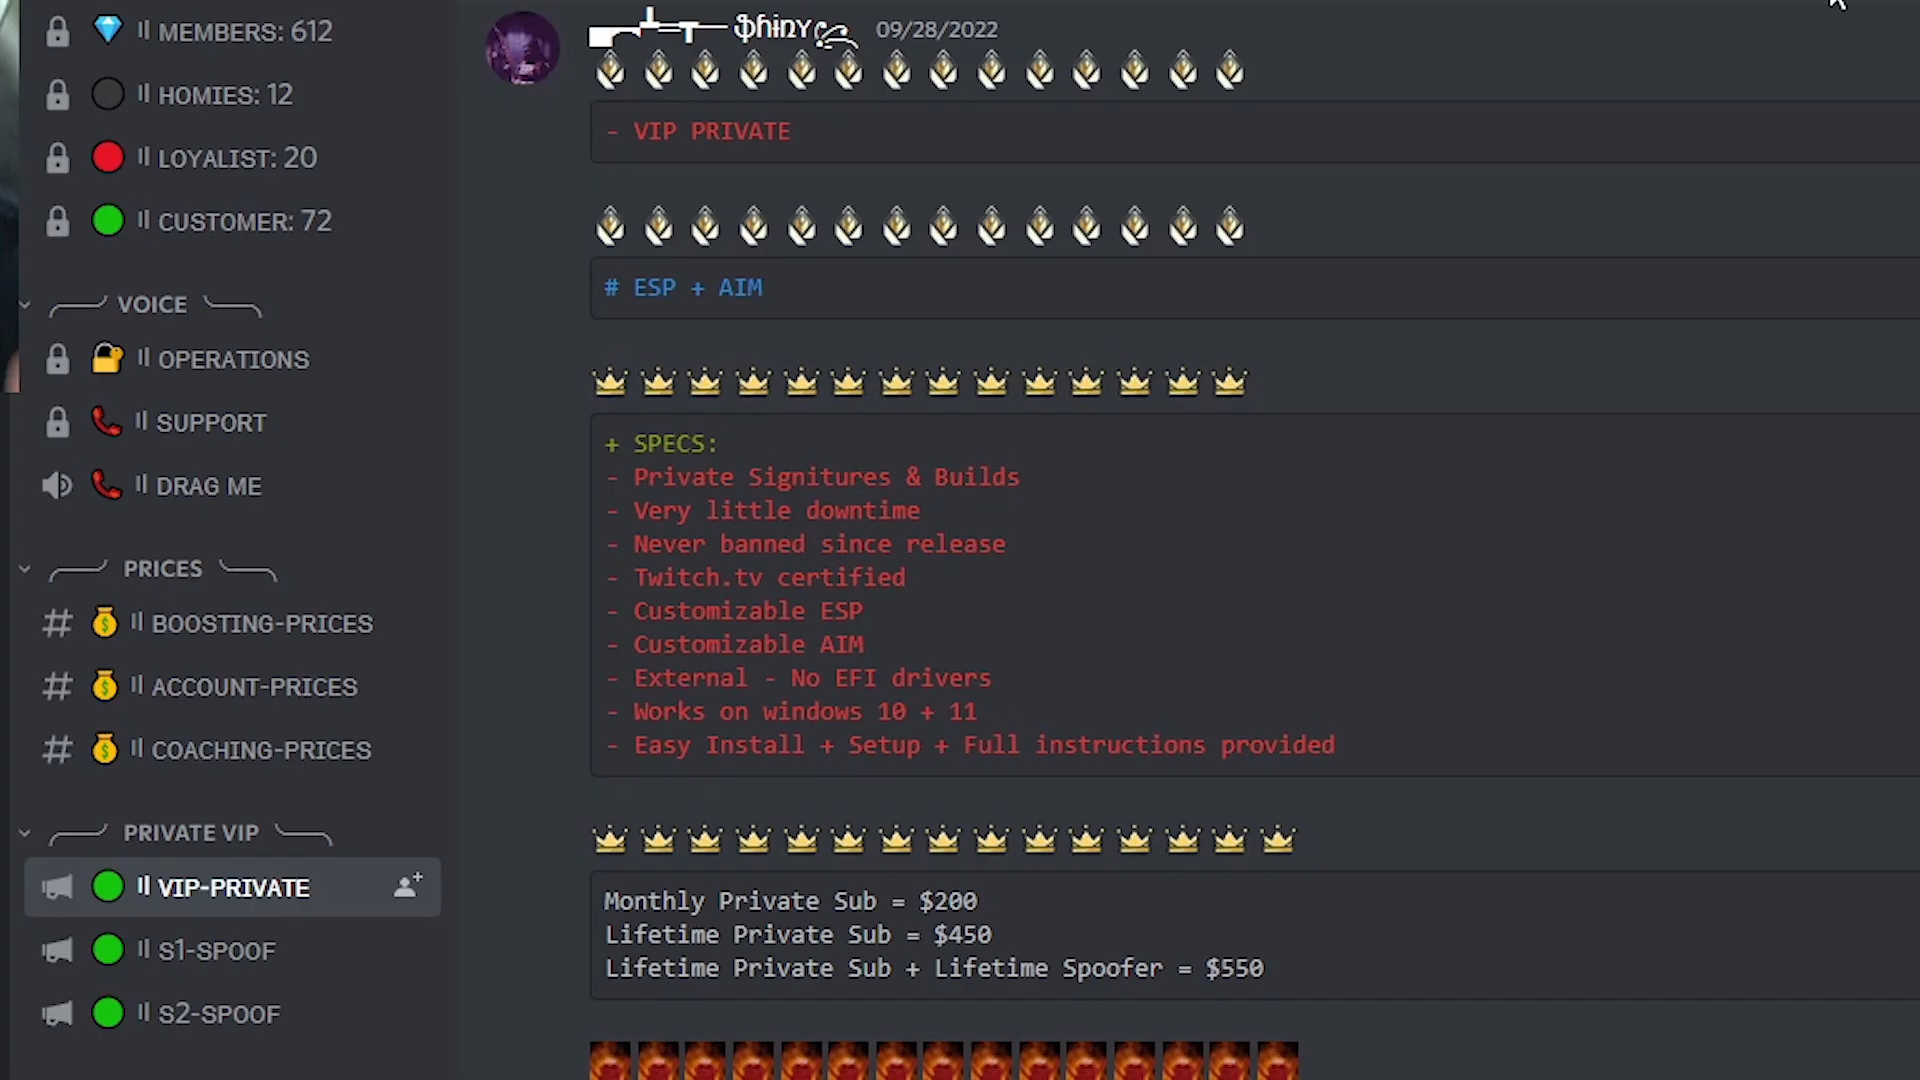 MEMBERS: 612
HOMIES: 12
LOYALIST: 20
CUSTOMER: 72
VOICE
OPERATIONS
SUPPORT
DRAG ME
PRICES
BOOSTING-PRICES
ACCOUNT-PRICES
COACHING-PRICES
PRIVATE VIP
VIP-PRIVATE
S1-SPOOF
S2-SPOOF
09/28/2022
- VIP PRIVATE
# ESP + AIM
+ SPECS:
- Private Signitures & Builds
- Very little downtime
- Never banned since release
- Twitch.tv certified
- Customizable ESP
- Customizable AIM
- External - No EFI drivers
- Works on windows 10 + 11
- Easy Install + Setup + Full instructions provided
Monthly Private Sub = $200
Lifetime Private Sub = $450
Lifetime Private Sub + Lifetime Spoofer = $550